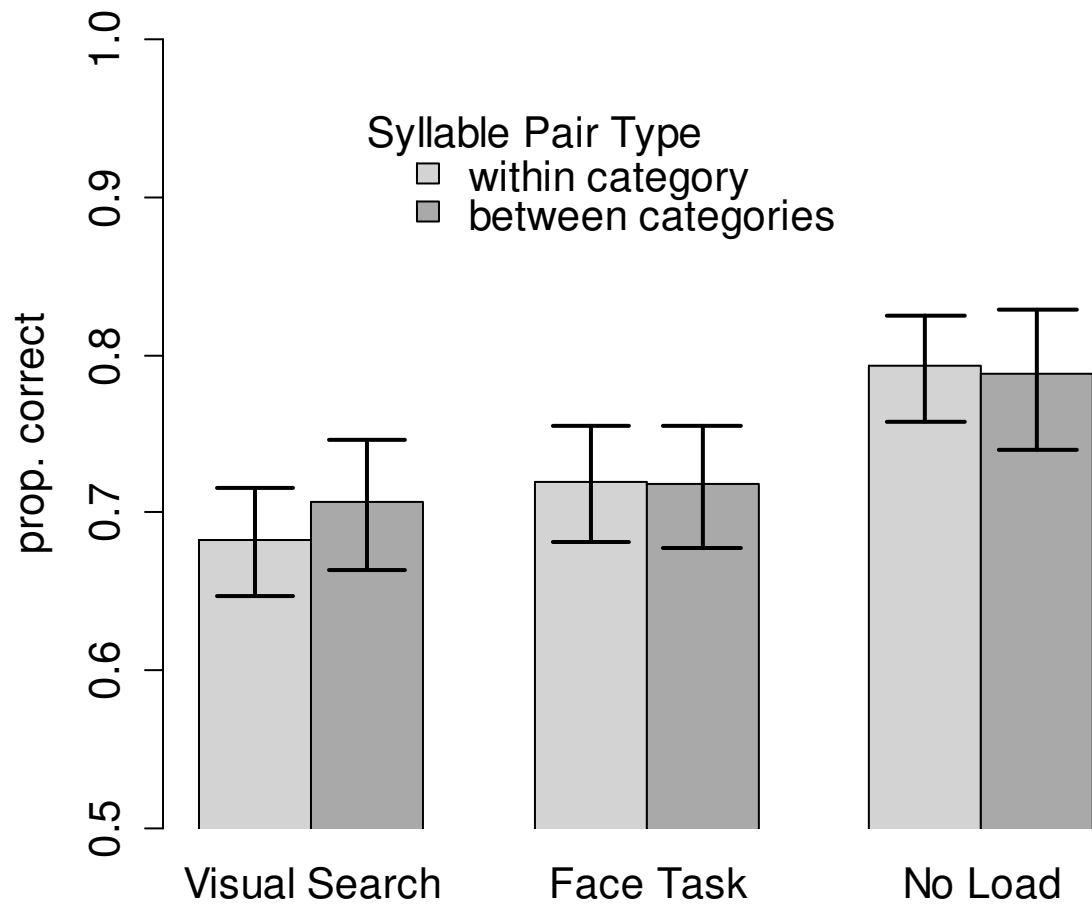 1.0
0.9
0.8
0.7
0.6
0.5
prop. correct
Syllable Pair Type
within category
between categories
Visual Search
Face Task
No Load